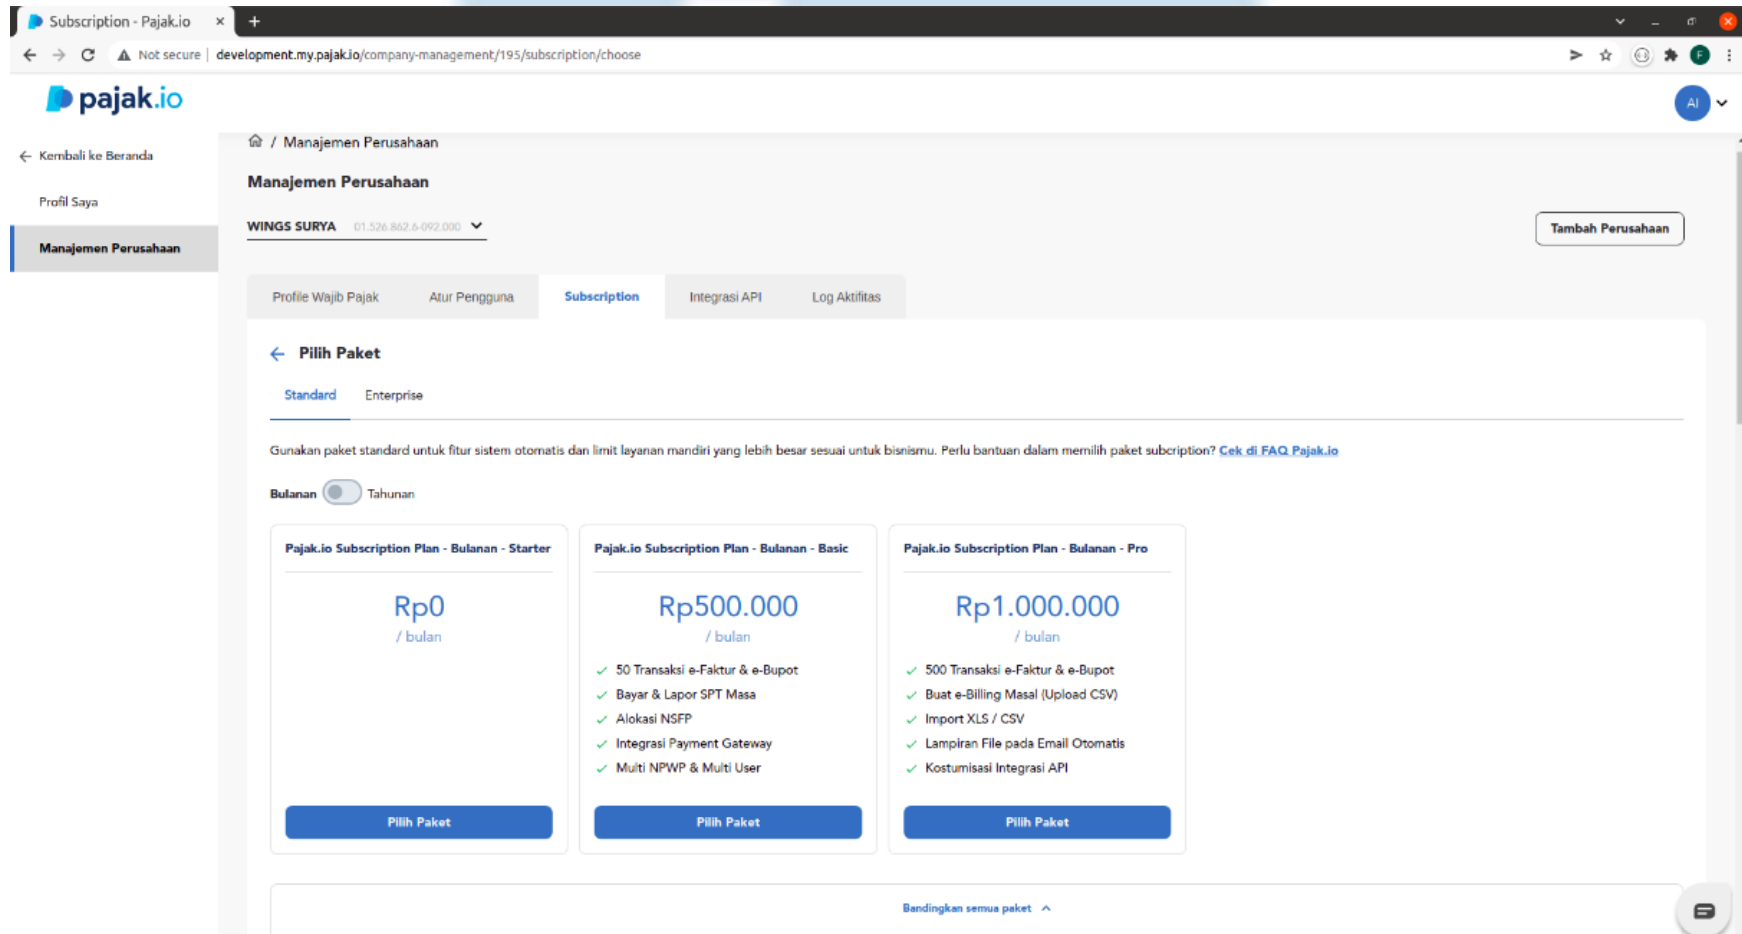 Subscription - Pajak.io
Not secure | development.my.pajak.io/company-management/195/subscription/choose
F
pajak.io
AI
Kembali ke Beranda
Profil Saya
Manajemen Perusahaan
/ Manajemen Perusahaan
Manajemen Perusahaan
WINGS SURYA 01.526.862.6-092.000
Tambah Perusahaan
Profile Wajib Pajak Atur Pengguna Subscription Integrasi API Log Aktifitas
Pilih Paket
Standard Enterprise
Gunakan paket standard untuk fitur sistem otomatis dan limit layanan mandiri yang lebih besar sesuai untuk bisnismu. Perlu bantuan dalam memilih paket subcription? Cek di FAQ Pajak.io
Bulanan Tahunan
Pajak.io Subscription Plan - Bulanan - Starter
Rp0
/ bulan
Pilih Paket
Pajak.io Subscription Plan - Bulanan - Basic
Rp500.000
/ bulan
50 Transaksi e-Faktur & e-Bupot
Bayar & Lapor SPT Masa
Alokasi NSFP
Integrasi Payment Gateway
Multi NPWP & Multi User
Pilih Paket
Pajak.io Subscription Plan - Bulanan - Pro
Rp1.000.000
/ bulan
500 Transaksi e-Faktur & e-Bupot
Buat e-Billing Masal (Upload CSV)
Import XLS / CSV
Lampiran File pada Email Otomatis
Kostumisasi Integrasi API
Pilih Paket
Bandingkan semua paket